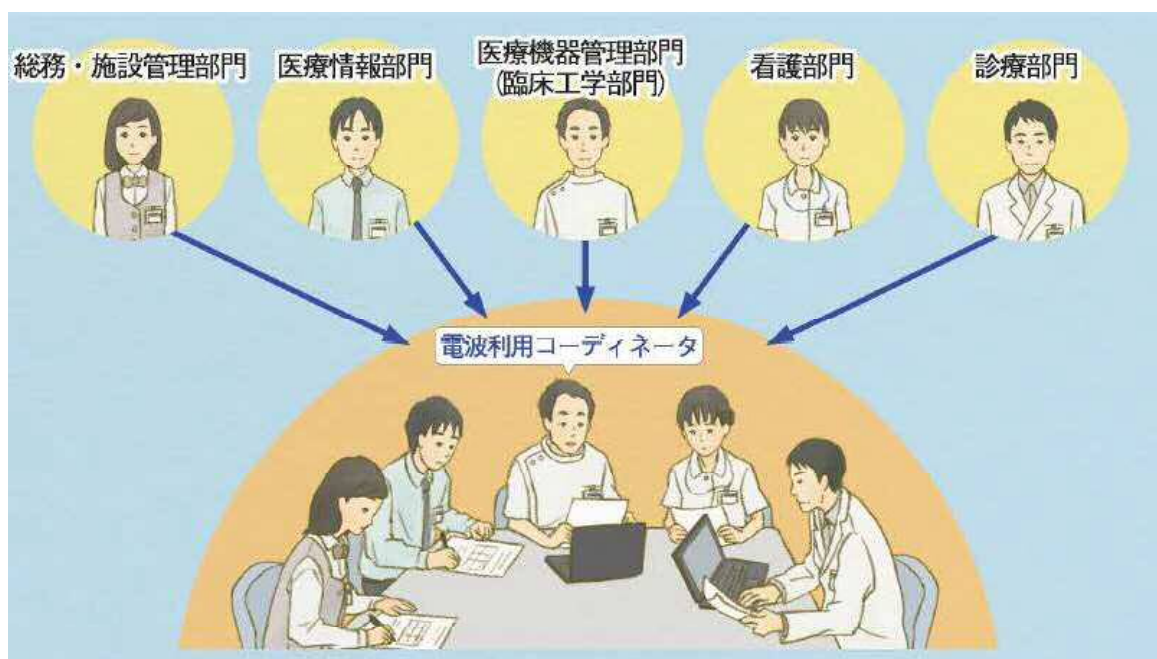 総務・施設管理部門
医療情報部門
医療機器管理部門
(臨床工学部門)
看護部門
診療部門
電波利用コーディネータ